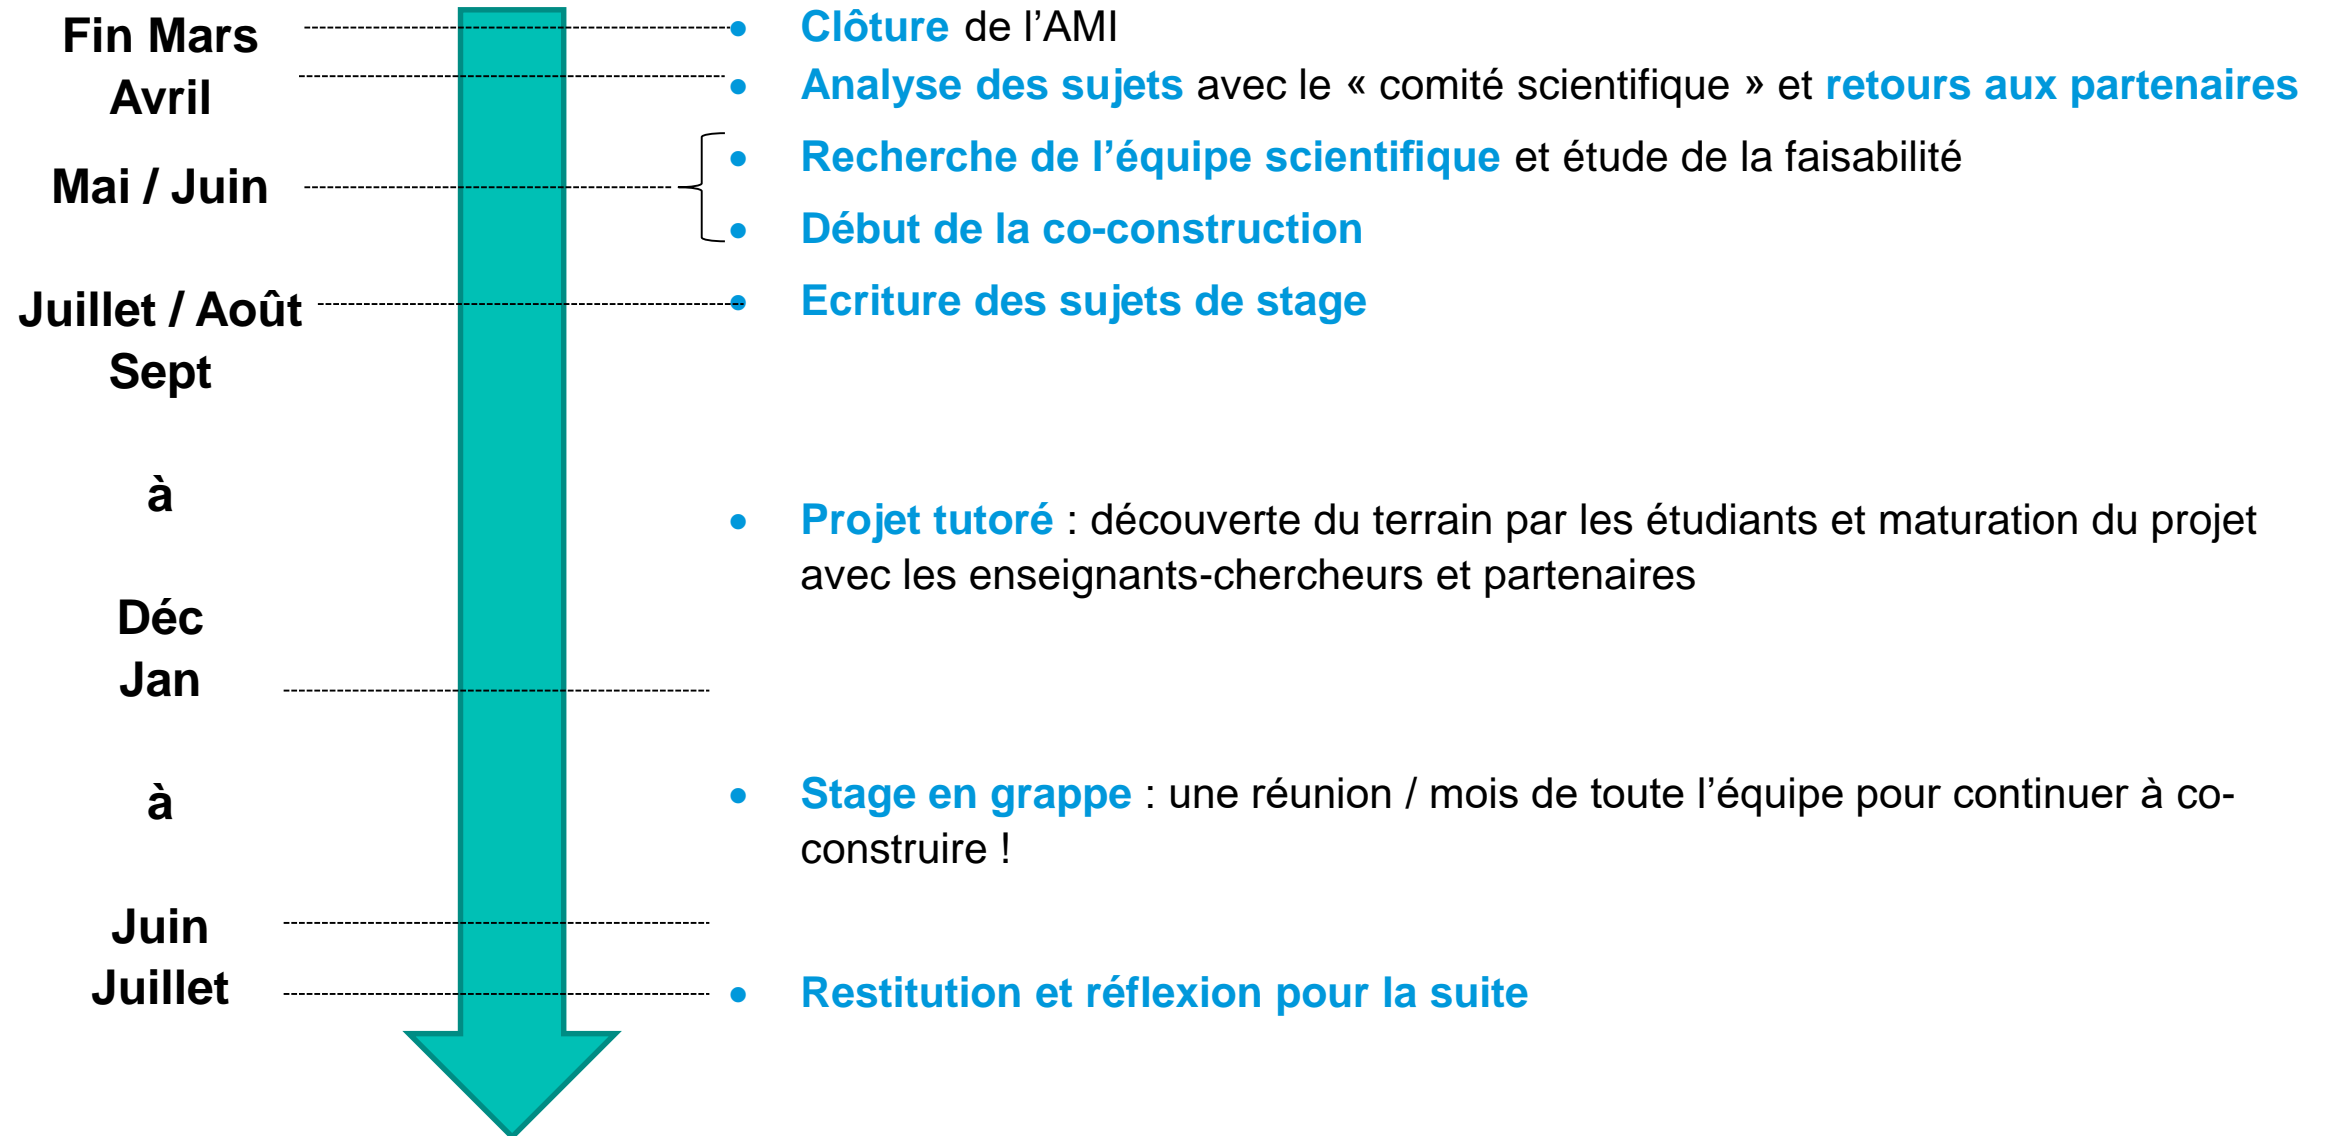 Fin Mars
• Clôture de l’AMI
Avril
• Analyse des sujets avec le « comité scientifique » et retours aux partenaires
Mai / Juin
• Recherche de l’équipe scientifique et étude de la faisabilité
• Début de la co-construction
Juillet / Août
• Ecriture des sujets de stage
Sept
à
Déc
• Projet tutoré : découverte du terrain par les étudiants et maturation du projet
avec les enseignants-chercheurs et partenaires
Jan
à
Juin
• Stage en grappe : une réunion / mois de toute l’équipe pour continuer à co-
construire !
Juillet
• Restitution et réflexion pour la suite